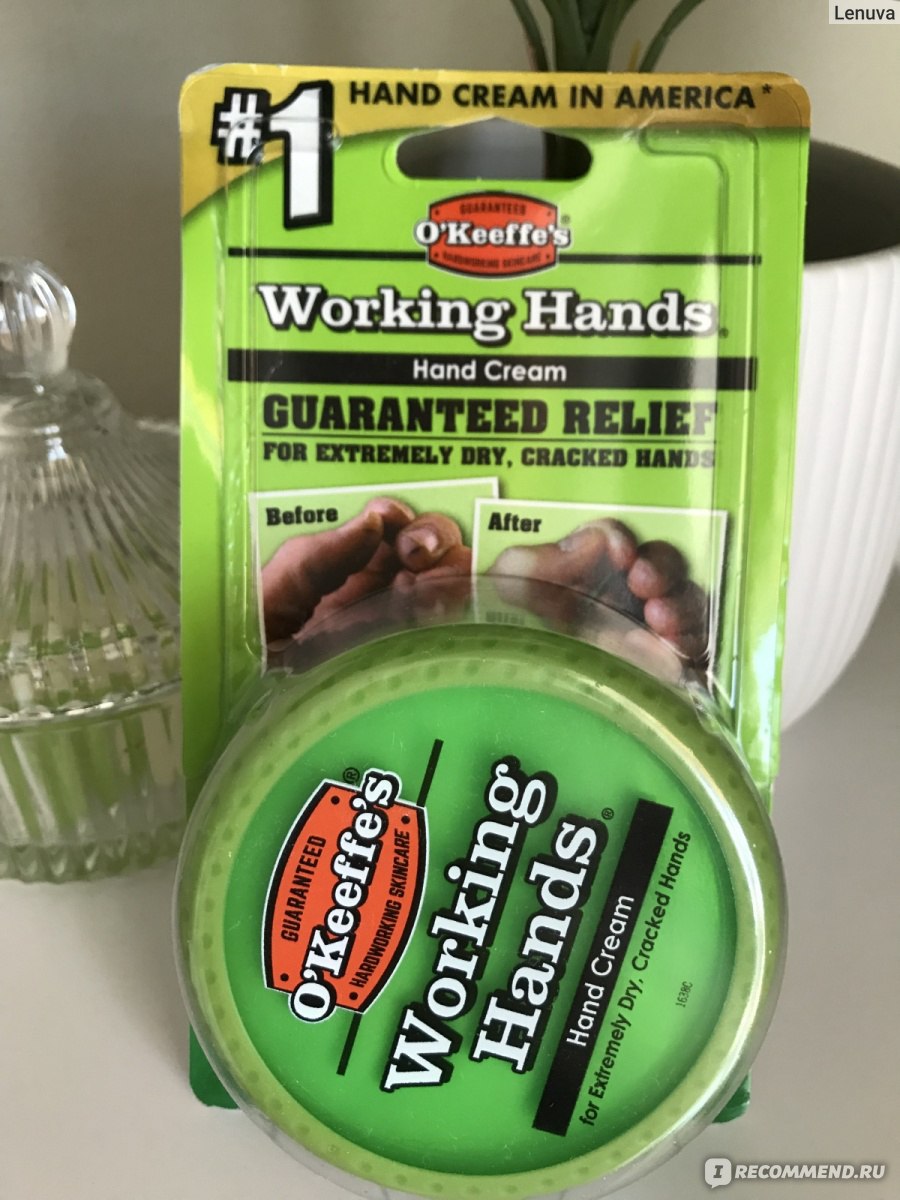 Lenuva
#1 HAND CREAM IN AMERICA*
GUARANTEED
O'Keeffe's®
HARDWORKING SKINCARE
Working Hands®
Hand Cream
GUARANTEED RELIEF
FOR EXTREMELY DRY, CRACKED HANDS
Before
After
GUARANTEED
O'Keeffe's®
HARDWORKING SKINCARE
Working
Hands®
Hand Cream
for Extremely Dry, Cracked Hands
1638C
IRECOMMEND.RU